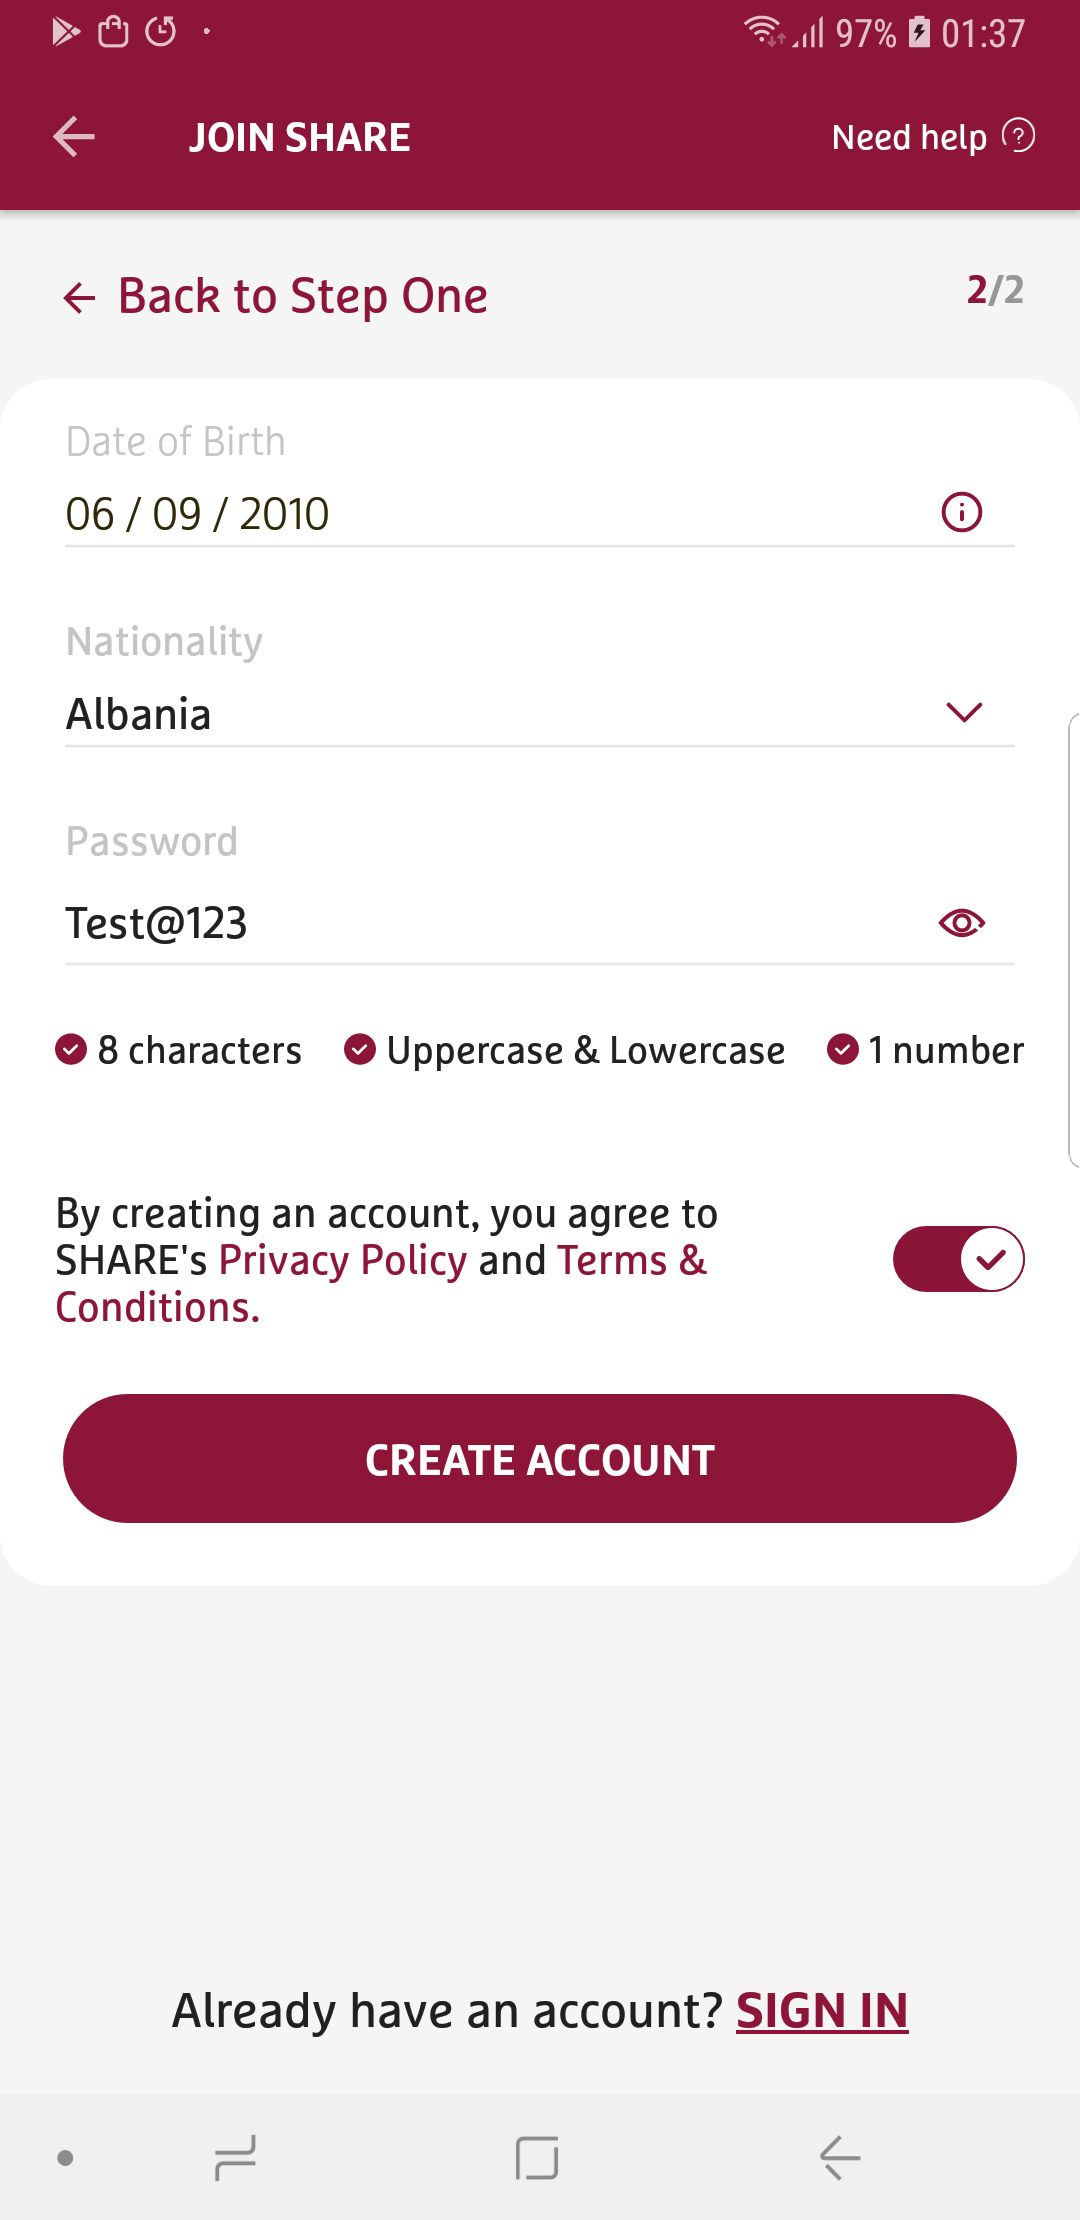 97% 01:37
JOIN SHARE Need help ?
Back to Step One 2/2
Date of Birth
06 / 09 / 2010
Nationality
Albania
Password
Test@123
8 characters Uppercase & Lowercase 1 number
By creating an account, you agree to
SHARE's Privacy Policy and Terms &
Conditions.
CREATE ACCOUNT
Already have an account? SIGN IN